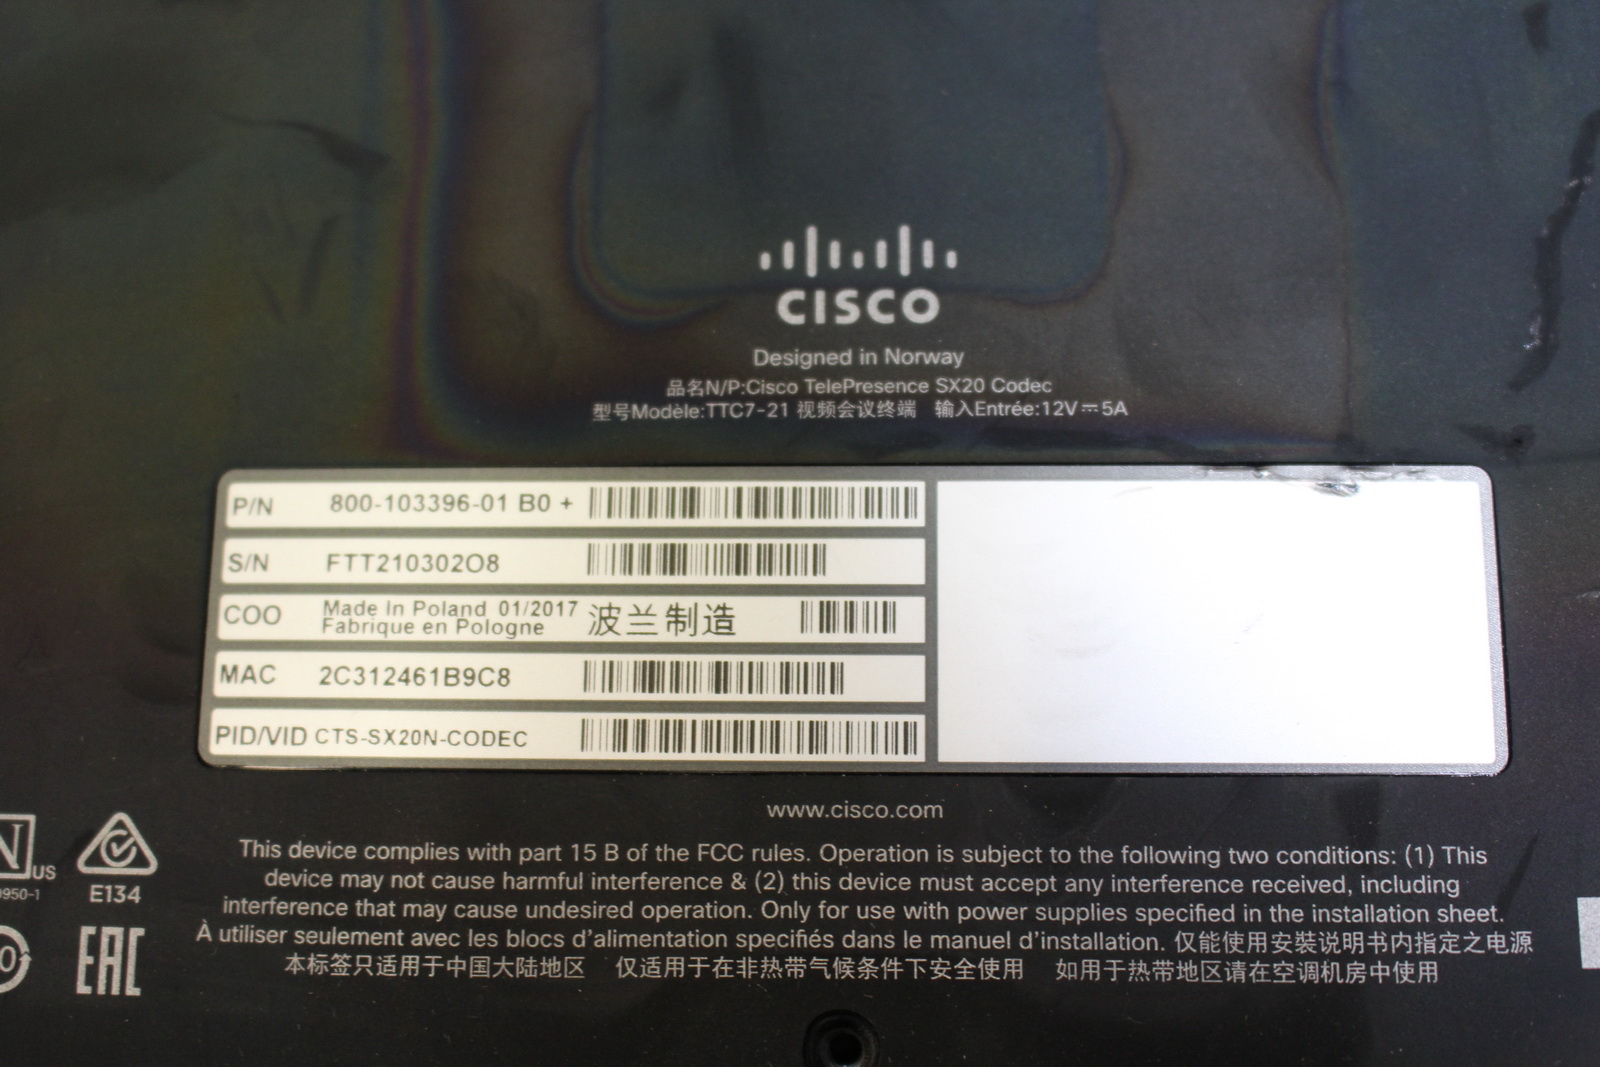 CISCO
Designed in Norway
品名N/P:Cisco TelePresence SX20 Codec
型号Modèle:TTC7-21 视频会议终端 输入Entrée:12V⎓5A
P/N 800-103396-01 B0 +
S/N FTT210302O8
COO Made In Poland 01/2017 波兰制造
Fabrique en Pologne
MAC 2C312461B9C8
PID/VID CTS-SX20N-CODEC
www.cisco.com
N US
950-1
E134
This device complies with part 15 B of the FCC rules. Operation is subject to the following two conditions: (1) This
device may not cause harmful interference & (2) this device must accept any interference received, including
interference that may cause undesired operation. Only for use with power supplies specified in the installation sheet.
À utiliser seulement avec les blocs d'alimentation specifiés dans le manuel d'installation. 仅能使用安裝说明书内指定之电源
本标签只适用于中国大陆地区 仅适用于在非热带气候条件下安全使用 如用于热带地区请在空调机房中使用
EAC